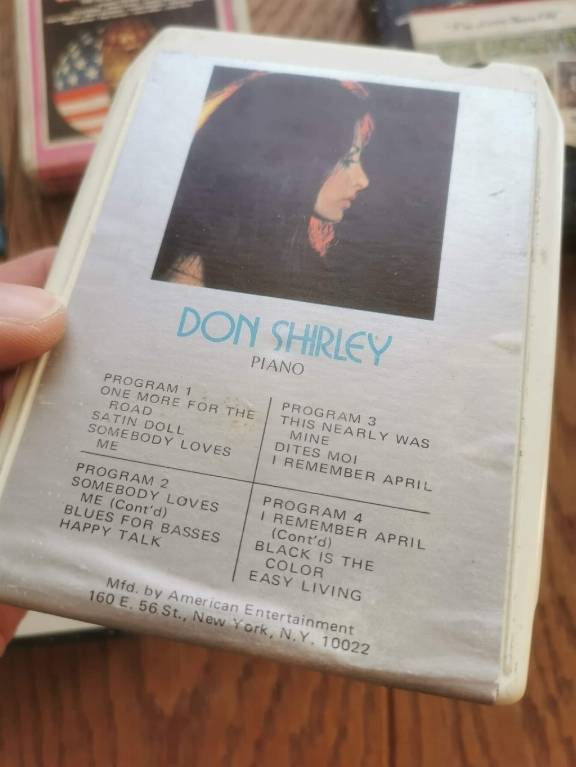 DON SHIRLEY
PIANO
PROGRAM 1
ONE MORE FOR THE
ROAD
SATIN DOLL
SOMEBODY LOVES
ME
PROGRAM 2
SOMEBODY LOVES
ME (Cont'd)
BLUES FOR BASSES
HAPPY TALK
PROGRAM 3
THIS NEARLY WAS
MINE
DITES MOI
I REMEMBER APRIL
PROGRAM 4
I REMEMBER APRIL
(Cont'd)
BLACK IS THE
COLOR
EASY LIVING
Mfd. by American Entertainment
160 E. 56 St., New York, N.Y. 10022